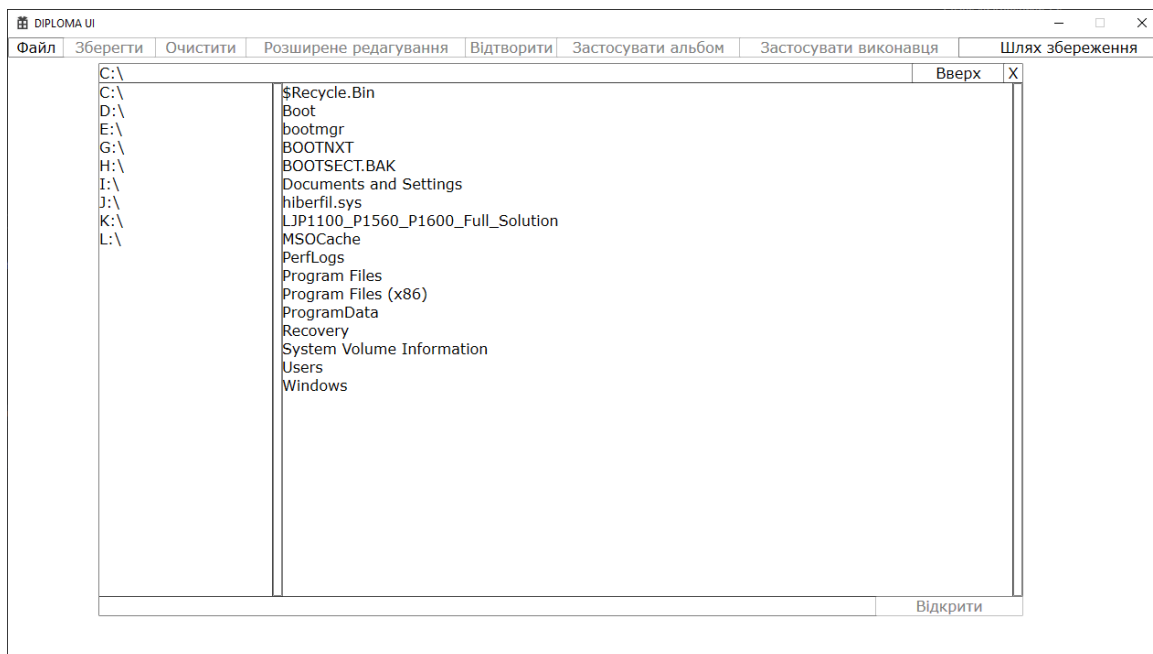 DIPLOMA UI
Файл Зберегти Очистити Розширене редагування Відтворити Застосувати альбом Застосувати виконавця Шлях збереження
C:\ Вверх X
C:\ $Recycle.Bin
D:\ Boot
E:\ bootmgr
G:\ BOOTNXT
H:\ BOOTSECT.BAK
I:\ Documents and Settings
J:\ hiberfil.sys
K:\ LJP1100_P1560_P1600_Full_Solution
L:\ MSOCache
PerfLogs
Program Files
Program Files (x86)
ProgramData
Recovery
System Volume Information
Users
Windows
Відкрити